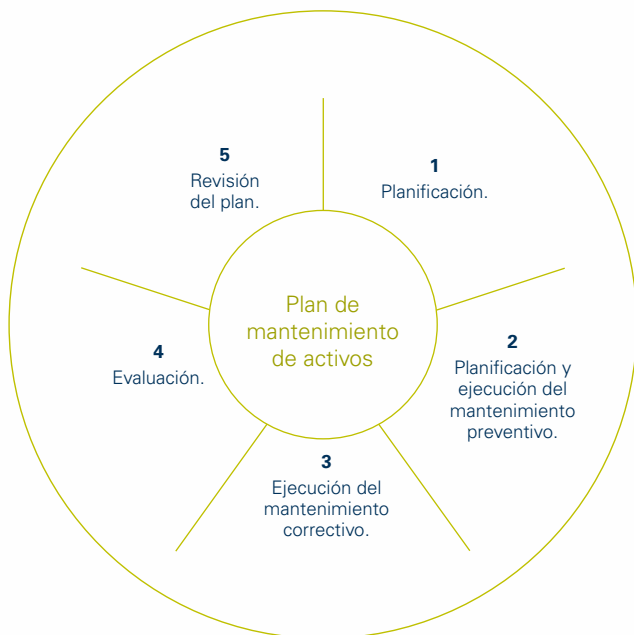 Plan de
mantenimiento
de activos
1
Planificación.
2
Planificación y
ejecución del
mantenimiento
preventivo.
3
Ejecución del
mantenimiento
correctivo.
4
Evaluación.
5
Revisión
del plan.